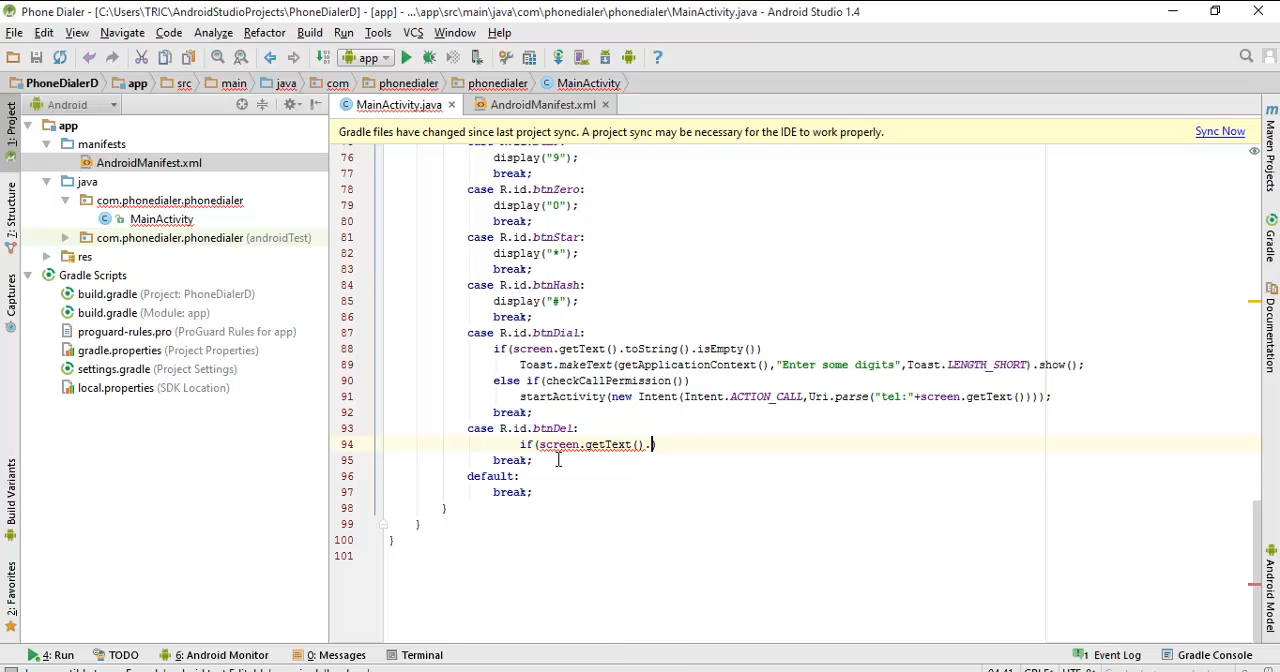 Phone Dialer - [C:\Users\TRIC\AndroidStudioProjects\PhoneDialerD] - [app] - ...\app\src\main\java\com\phonedialer\phonedialer\MainActivity.java - Android Studio 1.4
File Edit View Navigate Code Analyze Refactor Build Run Tools VCS Window Help
app
PhoneDialerD app src main java com phonedialer phonedialer MainActivity
Android MainActivity.java AndroidManifest.xml
Gradle files have changed since last project sync. A project sync may be necessary for the IDE to work properly. Sync Now
1: Project
7: Structure
Captures
Build Variants
2: Favorites
app
manifests
AndroidManifest.xml
java
com.phonedialer.phonedialer
MainActivity
com.phonedialer.phonedialer (androidTest)
res
Gradle Scripts
build.gradle (Project: PhoneDialerD)
build.gradle (Module: app)
proguard-rules.pro (ProGuard Rules for app)
gradle.properties (Project Properties)
settings.gradle (Project Settings)
local.properties (SDK Location)
76 display("9");
77 break;
78 case R.id.btnZero:
79 display("0");
80 break;
81 case R.id.btnStar:
82 display("*");
83 break;
84 case R.id.btnHash:
85 display("#");
86 break;
87 case R.id.btnDial:
88 if(screen.getText().toString().isEmpty())
89 Toast.makeText(getApplicationContext(),"Enter some digits",Toast.LENGTH_SHORT).show();
90 else if(checkCallPermission())
91 startActivity(new Intent(Intent.ACTION_CALL,Uri.parse("tel:"+screen.getText())));
92 break;
93 case R.id.btnDel:
94 if(screen.getText().)
95 break;
96 default:
97 break;
98 }
99 }
100 }
101
Maven Projects
Gradle
Documentation
Android Model
4: Run TODO 6: Android Monitor 0: Messages Terminal 1 Event Log Gradle Console